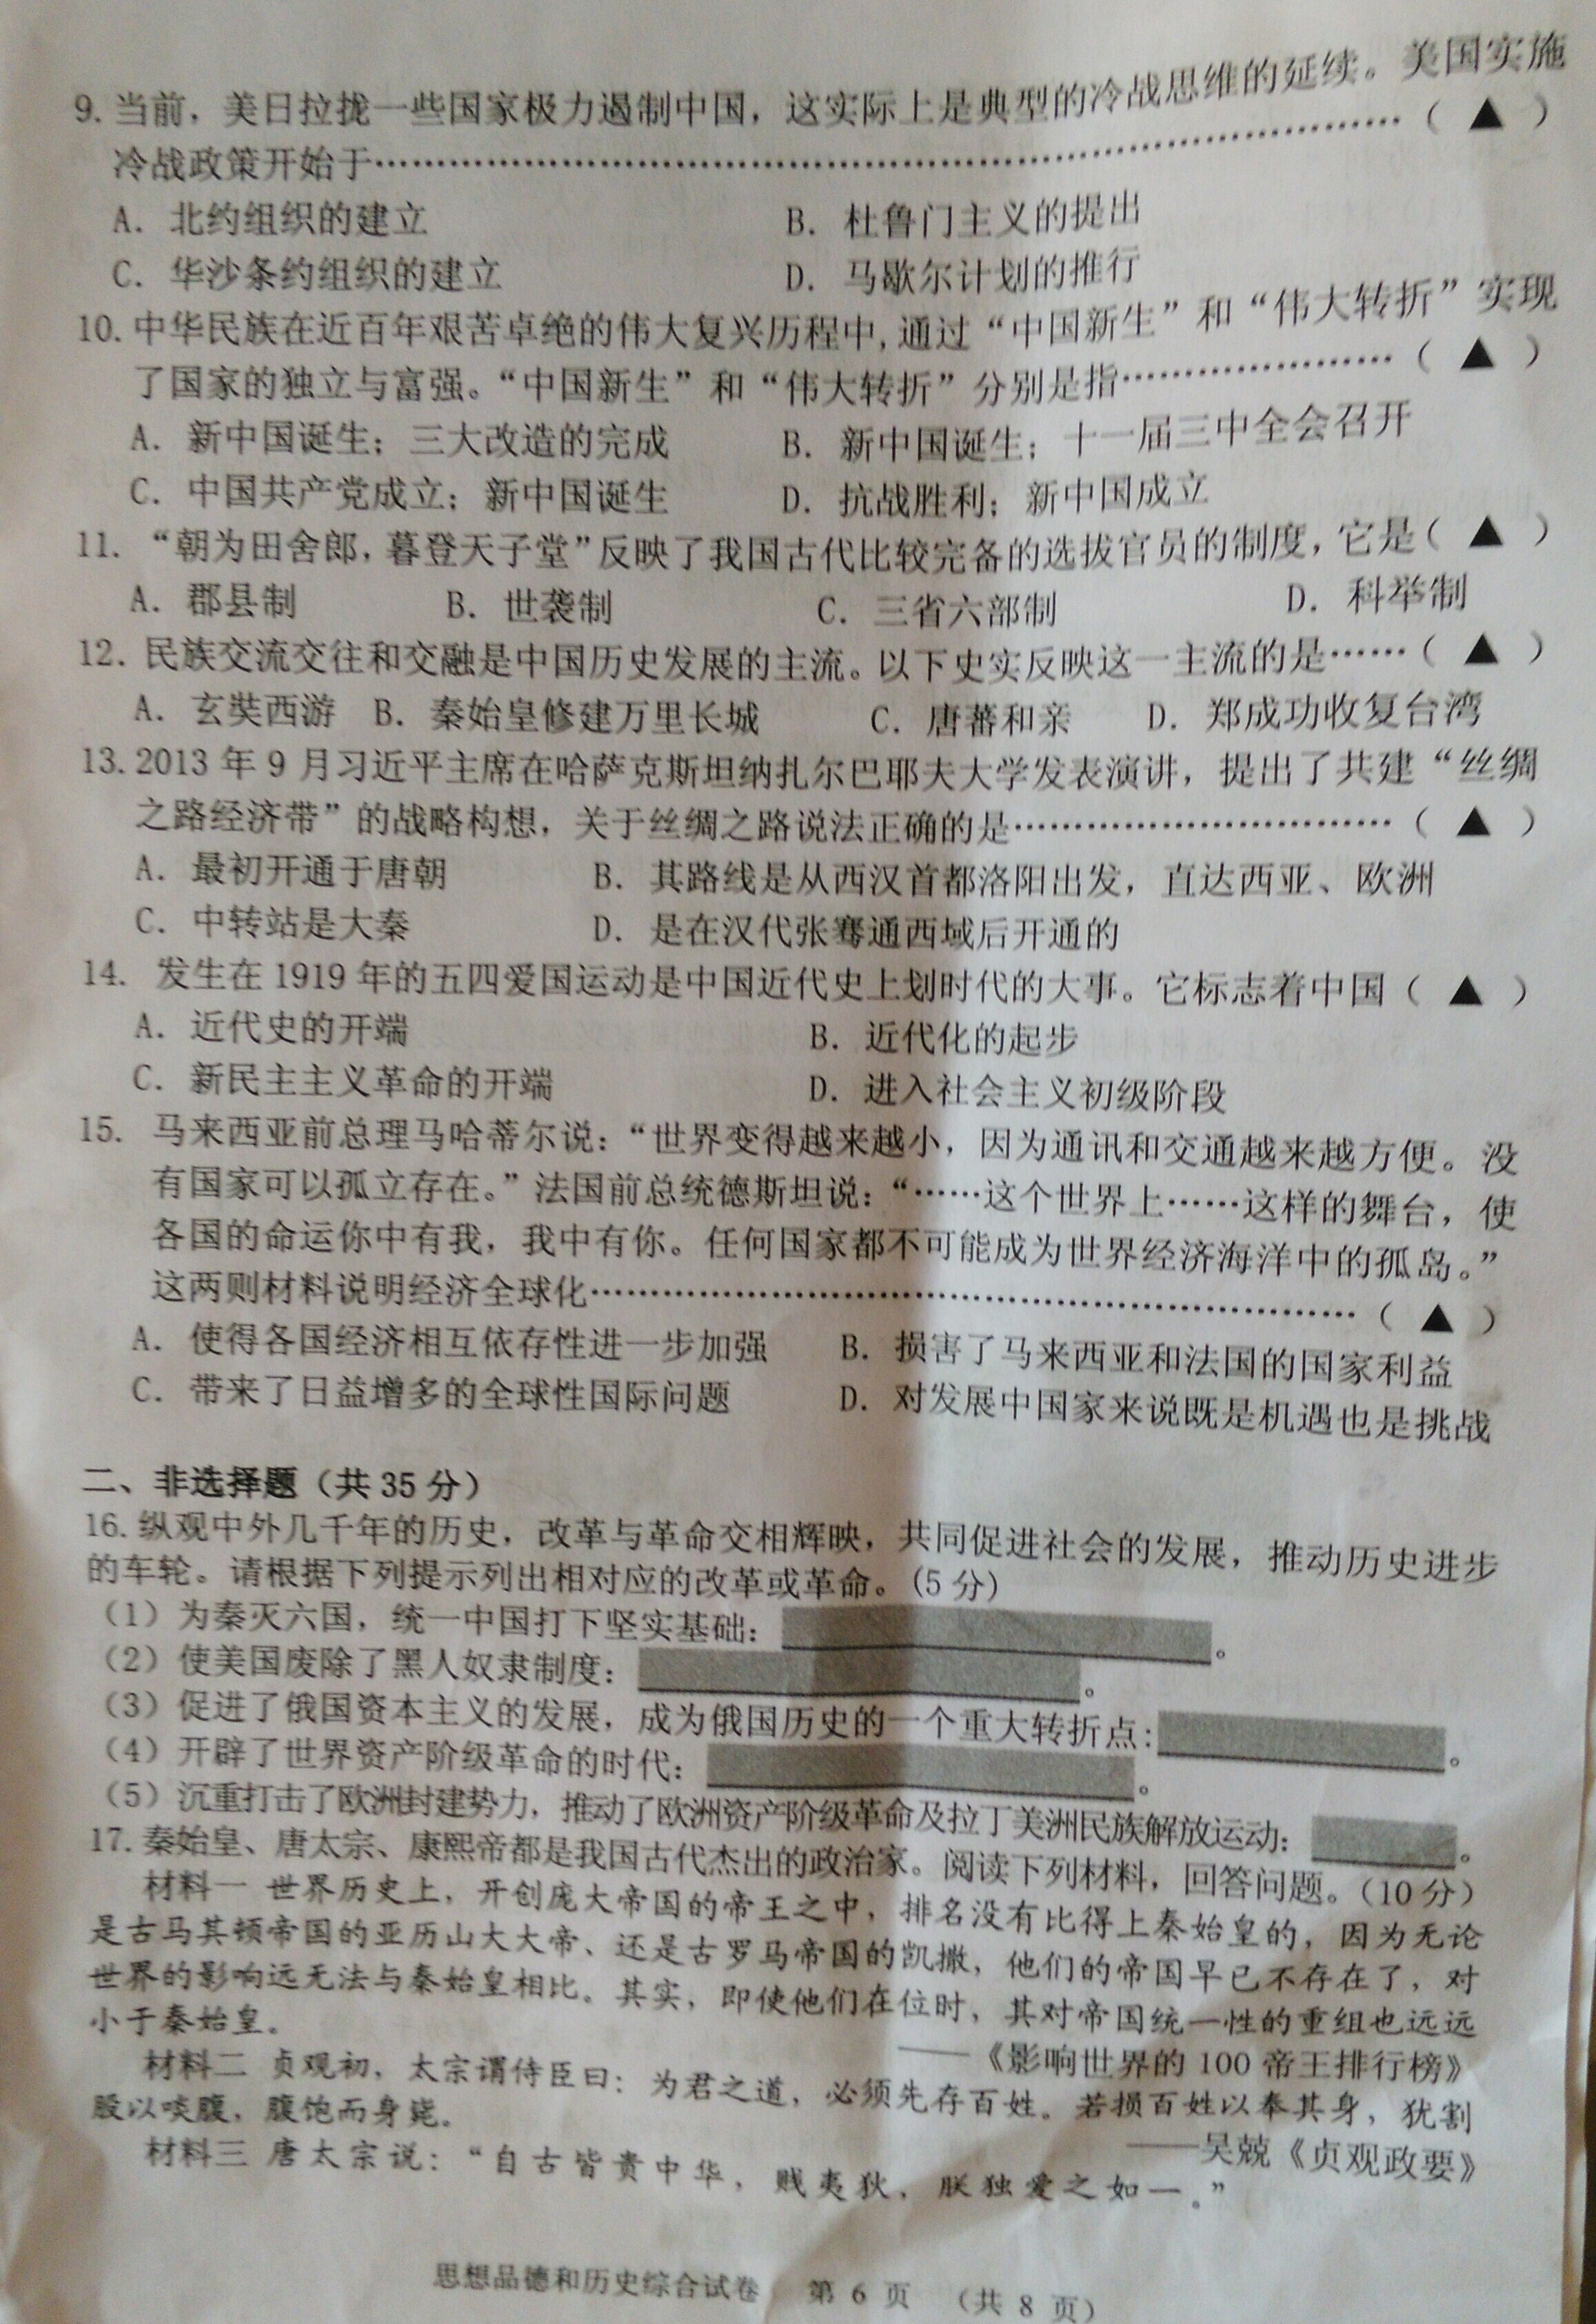 9. 当前，美日拉拢一些国家极力遏制中国，这实际上是典型的冷战思维的延续。美国实施
冷战政策开始于……………………………………………………………………（ ▲ ）
A. 北约组织的建立 B. 杜鲁门主义的提出
C. 华沙条约组织的建立 D. 马歇尔计划的推行
10. 中华民族在近百年艰苦卓绝的伟大复兴历程中，通过“中国新生”和“伟大转折”实现
了国家的独立与富强。“中国新生”和“伟大转折”分别是指…………………（ ▲ ）
A. 新中国诞生；三大改造的完成 B. 新中国诞生；十一届三中全会召开
C. 中国共产党成立；新中国诞生 D. 抗战胜利；新中国成立
11. “朝为田舍郎，暮登天子堂”反映了我国古代比较完备的选拔官员的制度，它是（ ▲ ）
A. 郡县制 B. 世袭制 C. 三省六部制 D. 科举制
12. 民族交流交往和交融是中国历史发展的主流。以下史实反映这一主流的是……（ ▲ ）
A. 玄奘西游 B. 秦始皇修建万里长城 C. 唐蕃和亲 D. 郑成功收复台湾
13. 2013 年 9 月习近平主席在哈萨克斯坦纳扎尔巴耶夫大学发表演讲，提出了共建“丝绸
之路经济带”的战略构想，关于丝绸之路说法正确的是…………………………（ ▲ ）
A. 最初开通于唐朝 B. 其路线是从西汉首都洛阳出发，直达西亚、欧洲
C. 中转站是大秦 D. 是在汉代张骞通西域后开通的
14. 发生在 1919 年的五四爱国运动是中国近代史上划时代的大事。它标志着中国（ ▲ ）
A. 近代史的开端 B. 近代化的起步
C. 新民主主义革命的开端 D. 进入社会主义初级阶段
15. 马来西亚前总理马哈蒂尔说：“世界变得越来越小，因为通讯和交通越来越方便。没
有国家可以孤立存在。”法国前总统德斯坦说：“……这个世界上……这样的舞台，使
各国的命运你中有我，我中有你。任何国家都不可能成为世界经济海洋中的孤岛。”
这两则材料说明经济全球化……………………………………………………（ ▲ ）
A. 使得各国经济相互依存性进一步加强 B. 损害了马来西亚和法国的国家利益
C. 带来了日益增多的全球性国际问题 D. 对发展中国家来说既是机遇也是挑战
二、非选择题（共 35 分）
16. 纵观中外几千年的历史，改革与革命交相辉映，共同促进社会的发展，推动历史进步
的车轮。请根据下列提示列出相对应的改革或革命。(5 分)
（1）为秦灭六国，统一中国打下坚实基础： 。
（2）使美国废除了黑人奴隶制度： 。
（3）促进了俄国资本主义的发展，成为俄国历史的一个重大转折点： 。
（4）开辟了世界资产阶级革命的时代： 。
（5）沉重打击了欧洲封建势力，推动了欧洲资产阶级革命及拉丁美洲民族解放运动： 。
17. 秦始皇、唐太宗、康熙帝都是我国古代杰出的政治家。阅读下列材料，回答问题。（10 分）
材料一 世界历史上，开创庞大帝国的帝王之中，排名没有比得上秦始皇的，因为无论
是古马其顿帝国的亚历山大大帝、还是古罗马帝国的凯撒，他们的帝国早已不存在了，对
世界的影响远无法与秦始皇相比。其实，即使他们在位时，其对帝国统一性的重组也远远
小于秦始皇。
——《影响世界的 100 帝王排行榜》
材料二 贞观初，太宗谓侍臣曰：为君之道，必须先存百姓。若损百姓以奉其身，犹割
股以啖腹，腹饱而身毙。
——吴兢《贞观政要》
材料三 唐太宗说：“自古皆贵中华，贱夷狄，朕独爱之如一。”
思想品德和历史综合试卷 第 6 页 （共 8 页）